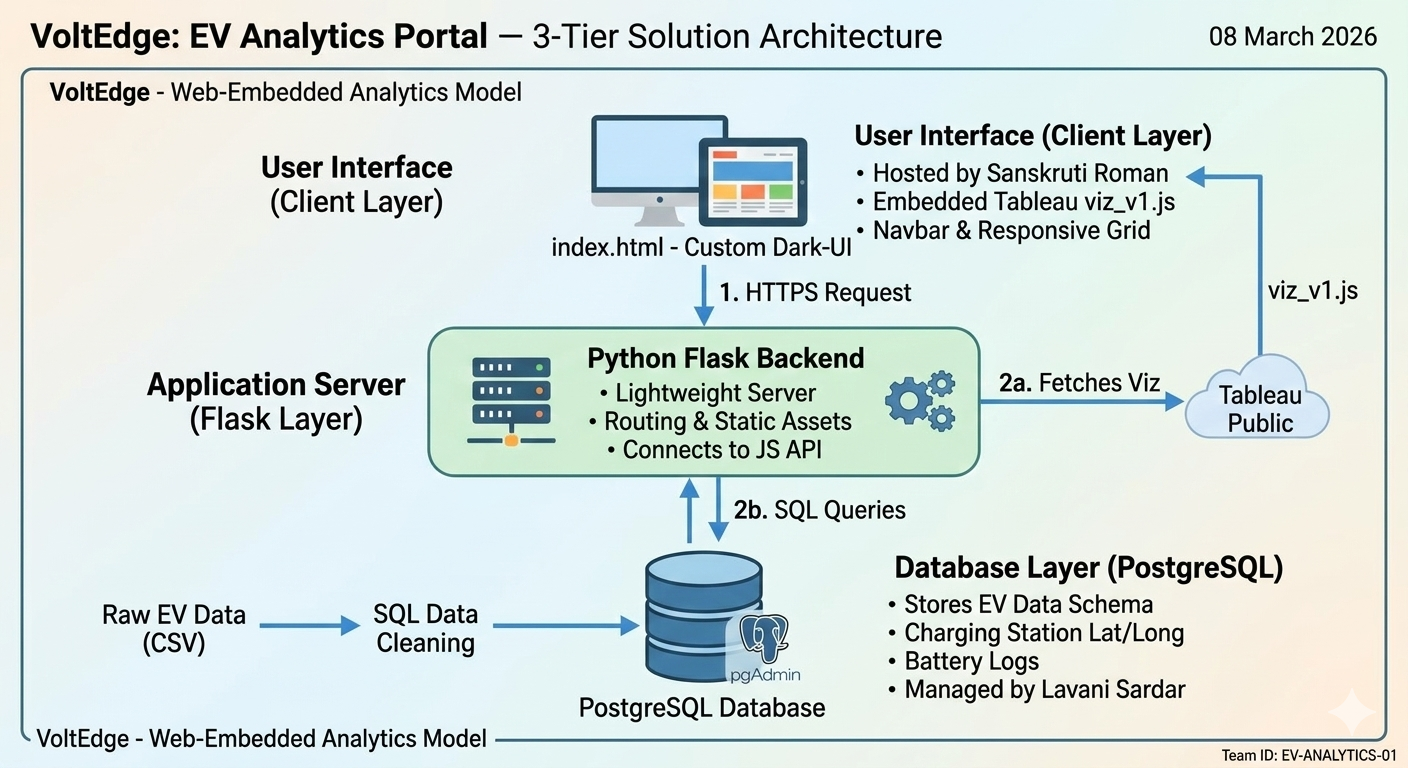 VoltEdge: EV Analytics Portal — 3-Tier Solution Architecture
08 March 2026
VoltEdge - Web-Embedded Analytics Model
User Interface
(Client Layer)
index.html - Custom Dark-UI
User Interface (Client Layer)
• Hosted by Sanskruti Roman
• Embedded Tableau viz_v1.js
• Navbar & Responsive Grid
1. HTTPS Request
viz_v1.js
Application Server
(Flask Layer)
Python Flask Backend
• Lightweight Server
• Routing & Static Assets
• Connects to JS API
2a. Fetches Viz
Tableau
Public
2b. SQL Queries
Raw EV Data
(CSV)
SQL Data
Cleaning
pgAdmin
PostgreSQL Database
Database Layer (PostgreSQL)
• Stores EV Data Schema
• Charging Station Lat/Long
• Battery Logs
• Managed by Lavani Sardar
VoltEdge - Web-Embedded Analytics Model
Team ID: EV-ANALYTICS-01